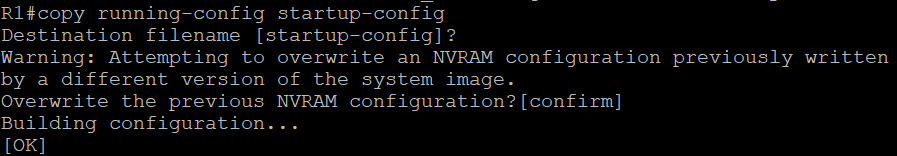 R1#copy running-config startup-config
Destination filename [startup-config]?
Warning: Attempting to overwrite an NVRAM configuration previously written
by a different version of the system image.
Overwrite the previous NVRAM configuration?[confirm]
Building configuration...
[OK]